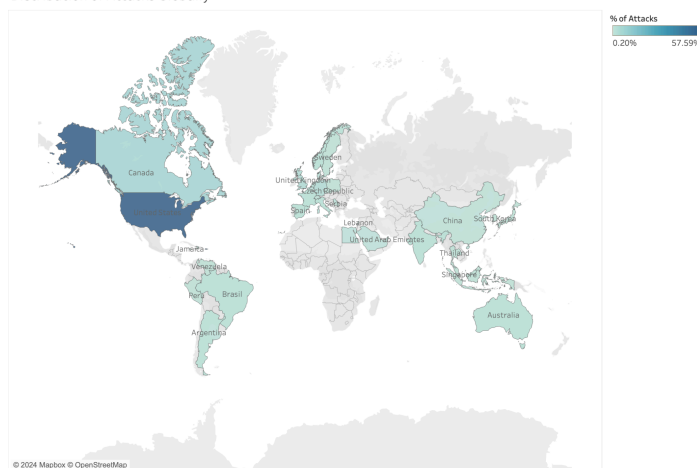 % of Attacks
0.20%
57.59%
Canada
Sweden
United Kingdom
Czech Republic
Serbia
Spain
Lebanon
United Arab Emirates
China
South Korea
Thailand
Singapore
Jamaica
Venezuela
Peru
Brasil
Argentina
Australia
© 2024 Mapbox © OpenStreetMap